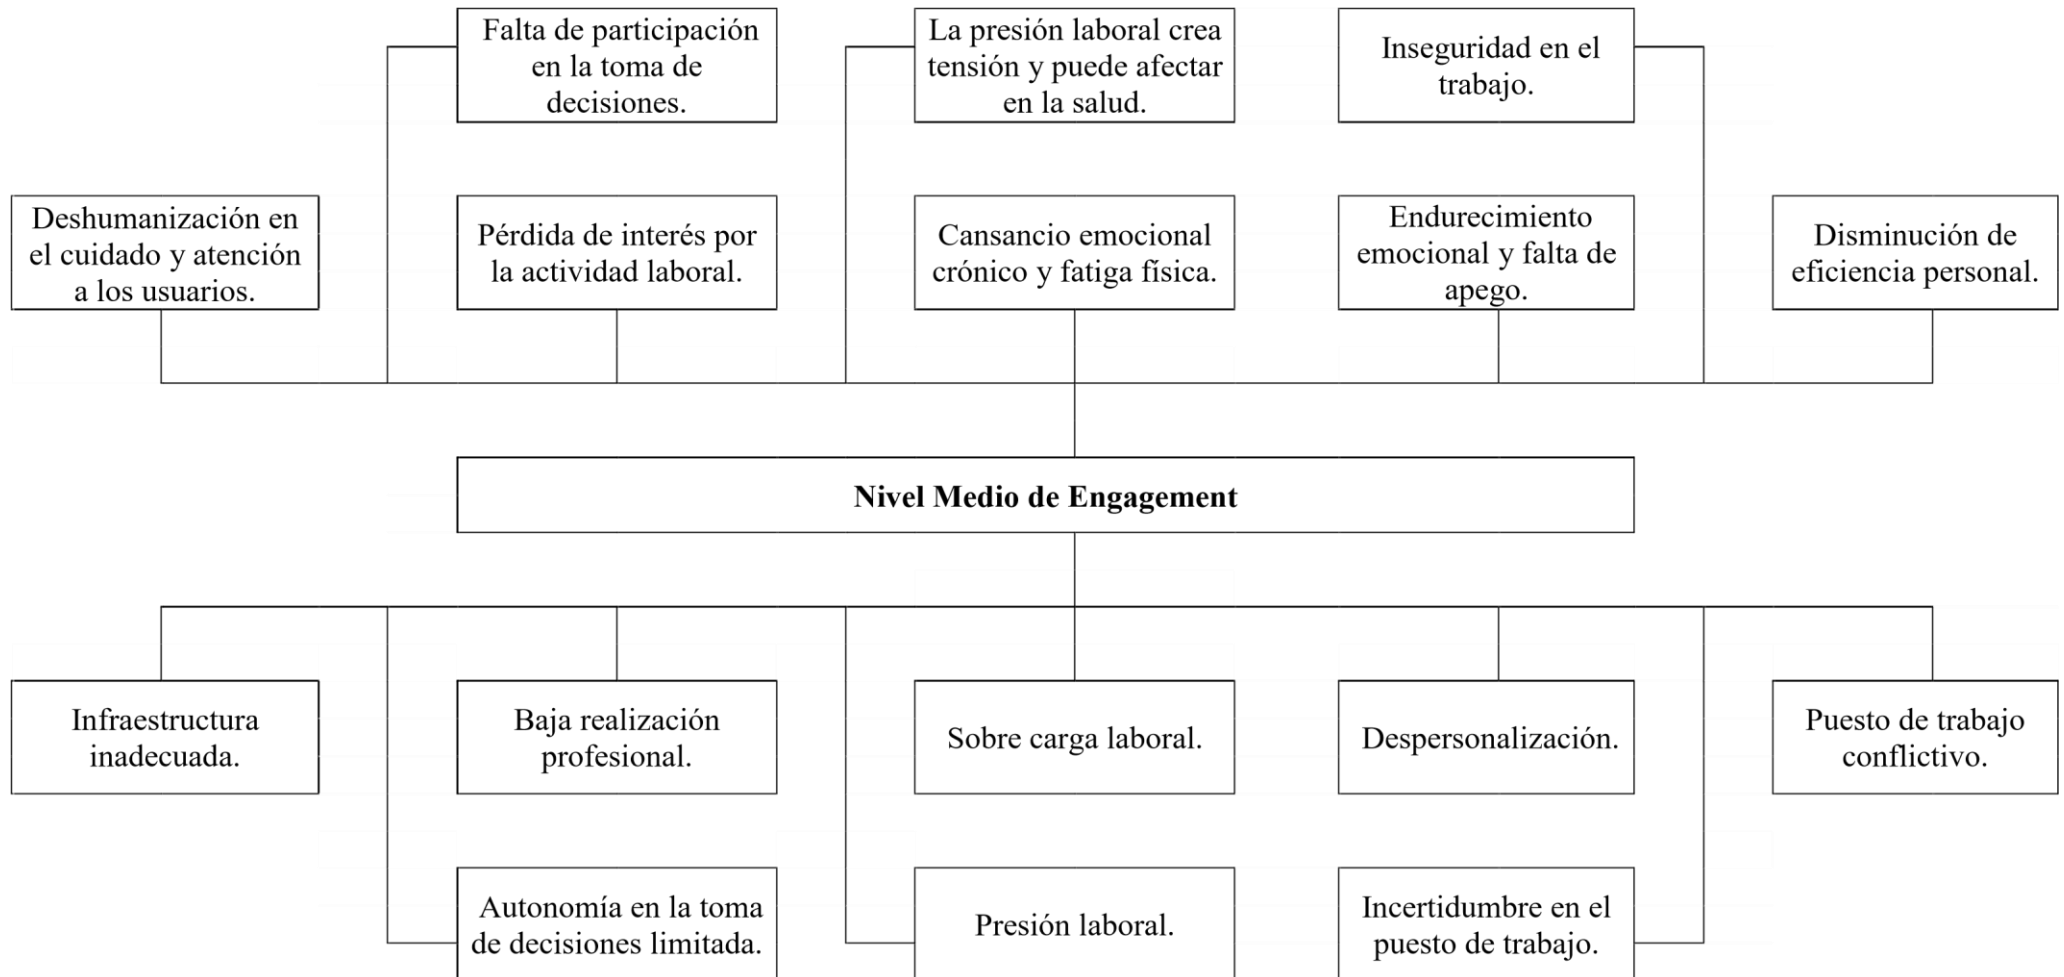 Falta de participación
en la toma de
decisiones.
La presión laboral crea
tensión y puede afectar
en la salud.
Inseguridad en el
trabajo.
Deshumanización en
el cuidado y atención
a los usuarios.
Pérdida de interés por
la actividad laboral.
Cansancio emocional
crónico y fatiga física.
Endurecimiento
emocional y falta de
apego.
Disminución de
eficiencia personal.
Nivel Medio de Engagement
Infraestructura
inadecuada.
Baja realización
profesional.
Sobre carga laboral.
Despersonalización.
Puesto de trabajo
conflictivo.
Autonomía en la toma
de decisiones limitada.
Presión laboral.
Incertidumbre en el
puesto de trabajo.